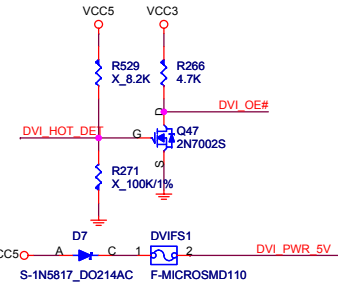 VCC5
VCC3
R529
X_8.2K
R266
4.7K
DVI_OE#
D
DVI_HOT_DET
G
Q47
2N7002S
S
R271
X_100K/1%
D7
DVIFS1
CC5
A
C
1
2
DVI_PWR_5V
S-1N5817_DO214AC
F-MICROSMD110